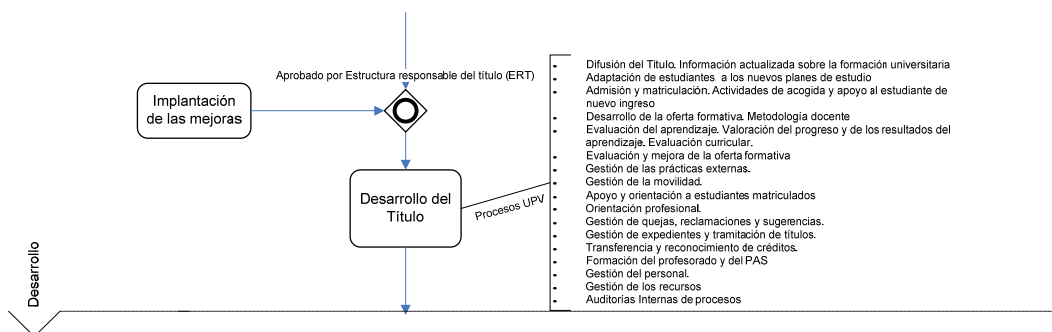 Aprobado por Estructura responsable del título (ERT)
Implantación
de las mejoras
Desarrollo del
Título
Procesos UPV
Desarrollo
• Difusión del Titulo. Información actualizada sobre la formación universitaria
• Adaptación de estudiantes a los nuevos planes de estudio
• Admisión y matriculación. Actividades de acogida y apoyo al estudiante de
nuevo ingreso
• Desarrollo de la oferta formativa. Metodología docente
• Evaluación del aprendizaje. Valoración del progreso y de los resultados del
aprendizaje. Evaluación curricular.
• Evaluación y mejora de la oferta formativa
• Gestión de las prácticas externas.
• Gestión de la movilidad.
• Apoyo y orientación a estudiantes matriculados
• Orientación profesional.
• Gestión de quejas, reclamaciones y sugerencias.
• Gestión de expedientes y tramitación de títulos.
• Transferencia y reconocimiento de créditos.
• Formación del profesorado y del PAS
• Gestión del personal.
• Gestión de los recursos
• Auditorías Internas de procesos